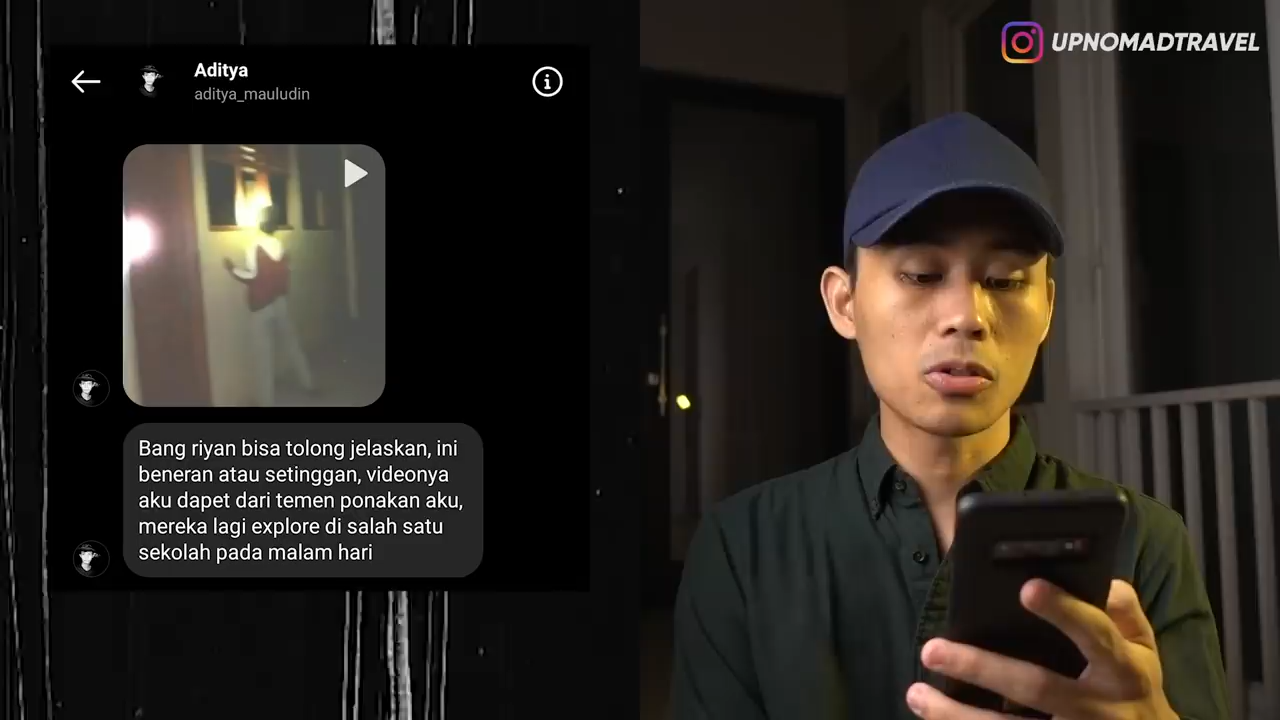 UPNOMADTRAVEL
Aditya
aditya_mauludin
Bang riyan bisa tolong jelaskan, ini
beneran atau setinggan, videonya
aku dapet dari temen ponakan aku,
mereka lagi explore di salah satu
sekolah pada malam hari